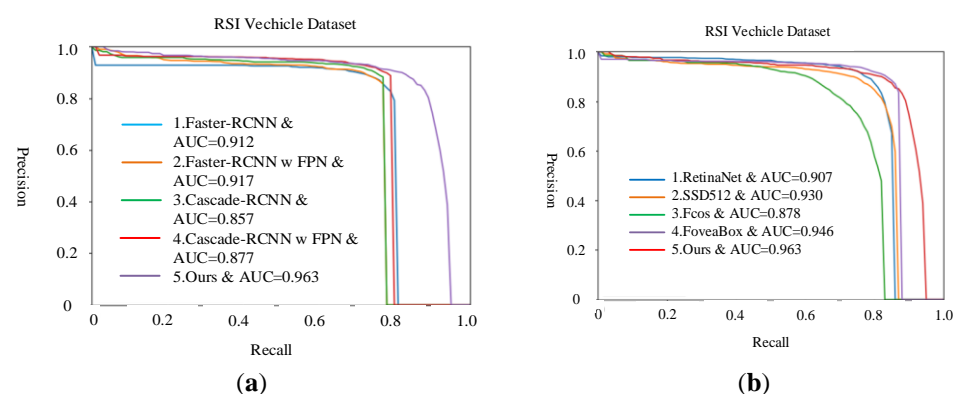 RSI Vechicle Dataset
1.0
0.8
0.6
0.4
0.2
0
Precision
1.Faster-RCNN &
AUC=0.912
2.Faster-RCNN w FPN &
AUC=0.917
3.Cascade-RCNN &
AUC=0.857
4.Cascade-RCNN w FPN &
AUC=0.877
5.Ours & AUC=0.963
0 0.2 0.4 0.6 0.8 1.0
Recall
(a)
RSI Vechicle Dataset
1.0
0.8
0.6
0.4
0.2
0
Precision
1.RetinaNet & AUC=0.907
2.SSD512 & AUC=0.930
3.Fcos & AUC=0.878
4.FoveaBox & AUC=0.946
5.Ours & AUC=0.963
0 0.2 0.4 0.6 0.8 1.0
Recall
(b)